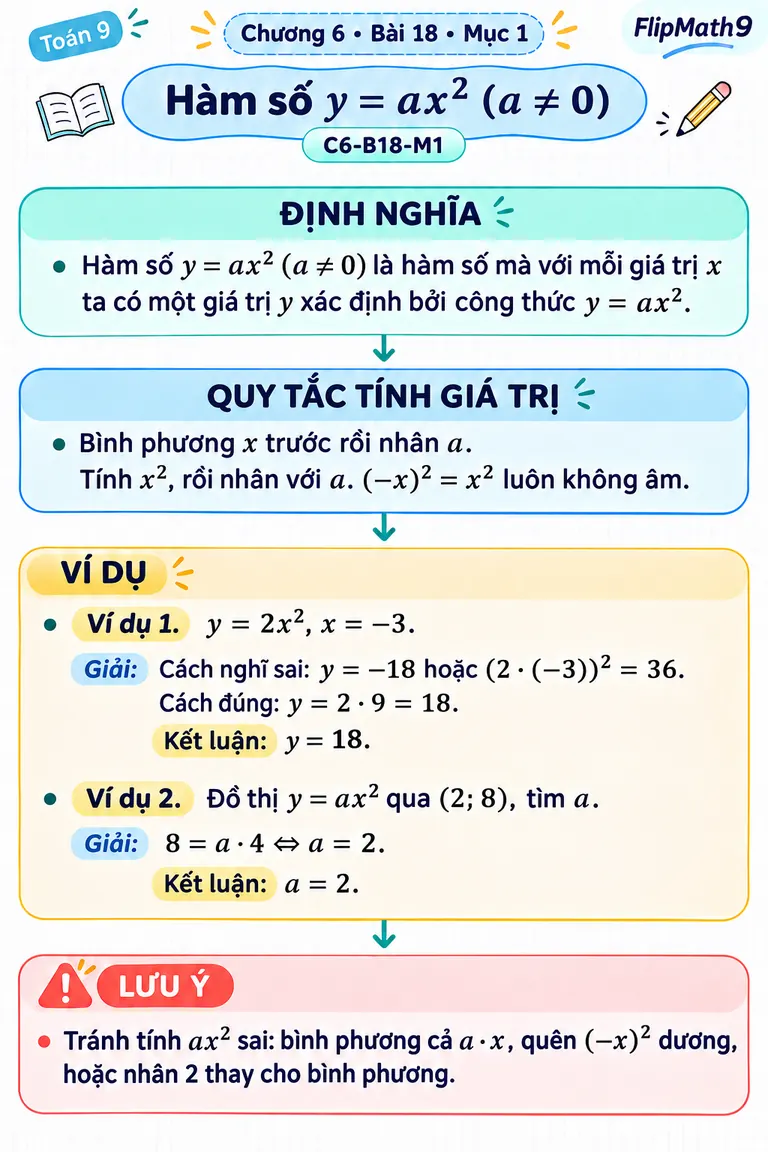 Toán 9
Chương 6 • Bài 18 • Mục 1
FlipMath9
Hàm số y = ax² (a ≠ 0)
C6-B18-M1
ĐỊNH NGHĨA
• Hàm số y = ax² (a ≠ 0) là hàm số mà với mỗi giá trị x
ta có một giá trị y xác định bởi công thức y = ax².
QUY TẮC TÍNH GIÁ TRỊ
• Bình phương x trước rồi nhân a.
Tính x², rồi nhân với a. (−x)² = x² luôn không âm.
VÍ DỤ
• Ví dụ 1. y = 2x², x = −3.
Giải: Cách nghĩ sai: y = −18 hoặc (2 · (−3))² = 36.
Cách đúng: y = 2 · 9 = 18.
Kết luận: y = 18.
• Ví dụ 2. Đồ thị y = ax² qua (2; 8), tìm a.
Giải: 8 = a · 4 ⇔ a = 2.
Kết luận: a = 2.
LƯU Ý
• Tránh tính ax² sai: bình phương cả a · x, quên (−x)² dương,
hoặc nhân 2 thay cho bình phương.